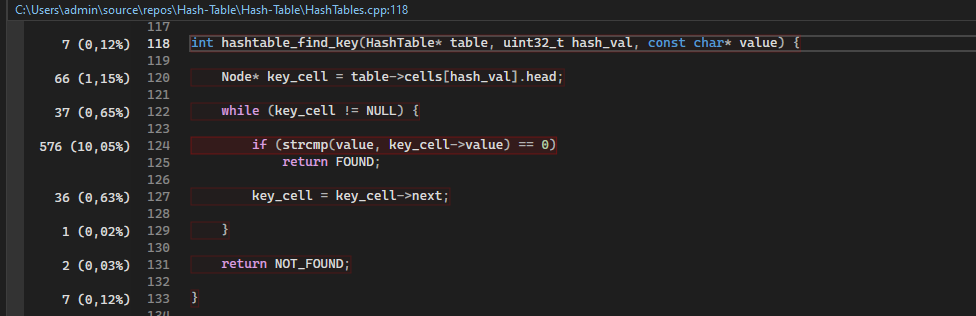 C:\Users\admin\source\repos\Hash-Table\Hash-Table\HashTables.cpp:118
117
7 (0,12%) 118 int hashtable_find_key(HashTable* table, uint32_t hash_val, const char* value) {
119
66 (1,15%) 120 Node* key_cell = table->cells[hash_val].head;
121
37 (0,65%) 122 while (key_cell != NULL) {
123
576 (10,05%) 124 if (strcmp(value, key_cell->value) == 0)
125 return FOUND;
126
36 (0,63%) 127 key_cell = key_cell->next;
128
1 (0,02%) 129 }
130
2 (0,03%) 131 return NOT_FOUND;
132
7 (0,12%) 133 }
134